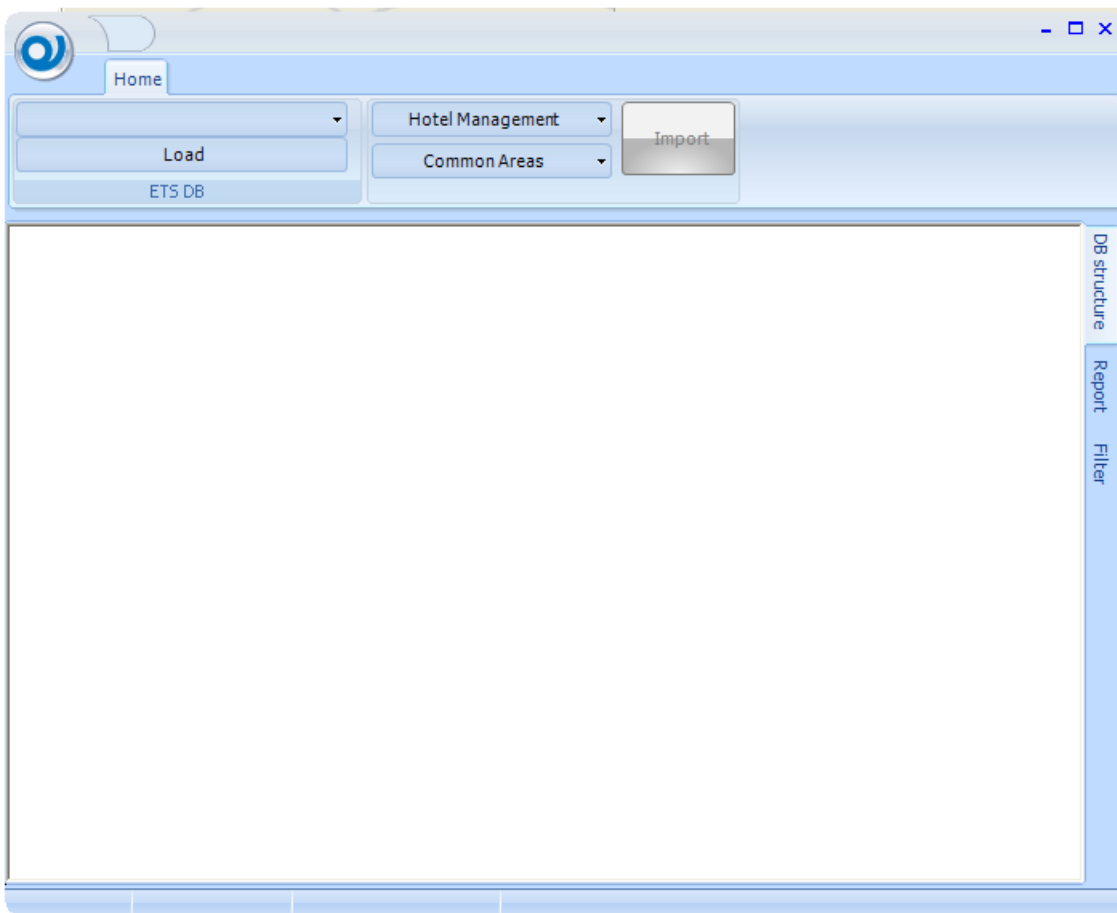 Home
Hotel Management
Import
Load
Common Areas
ETS DB
DB structure
Report
Filter